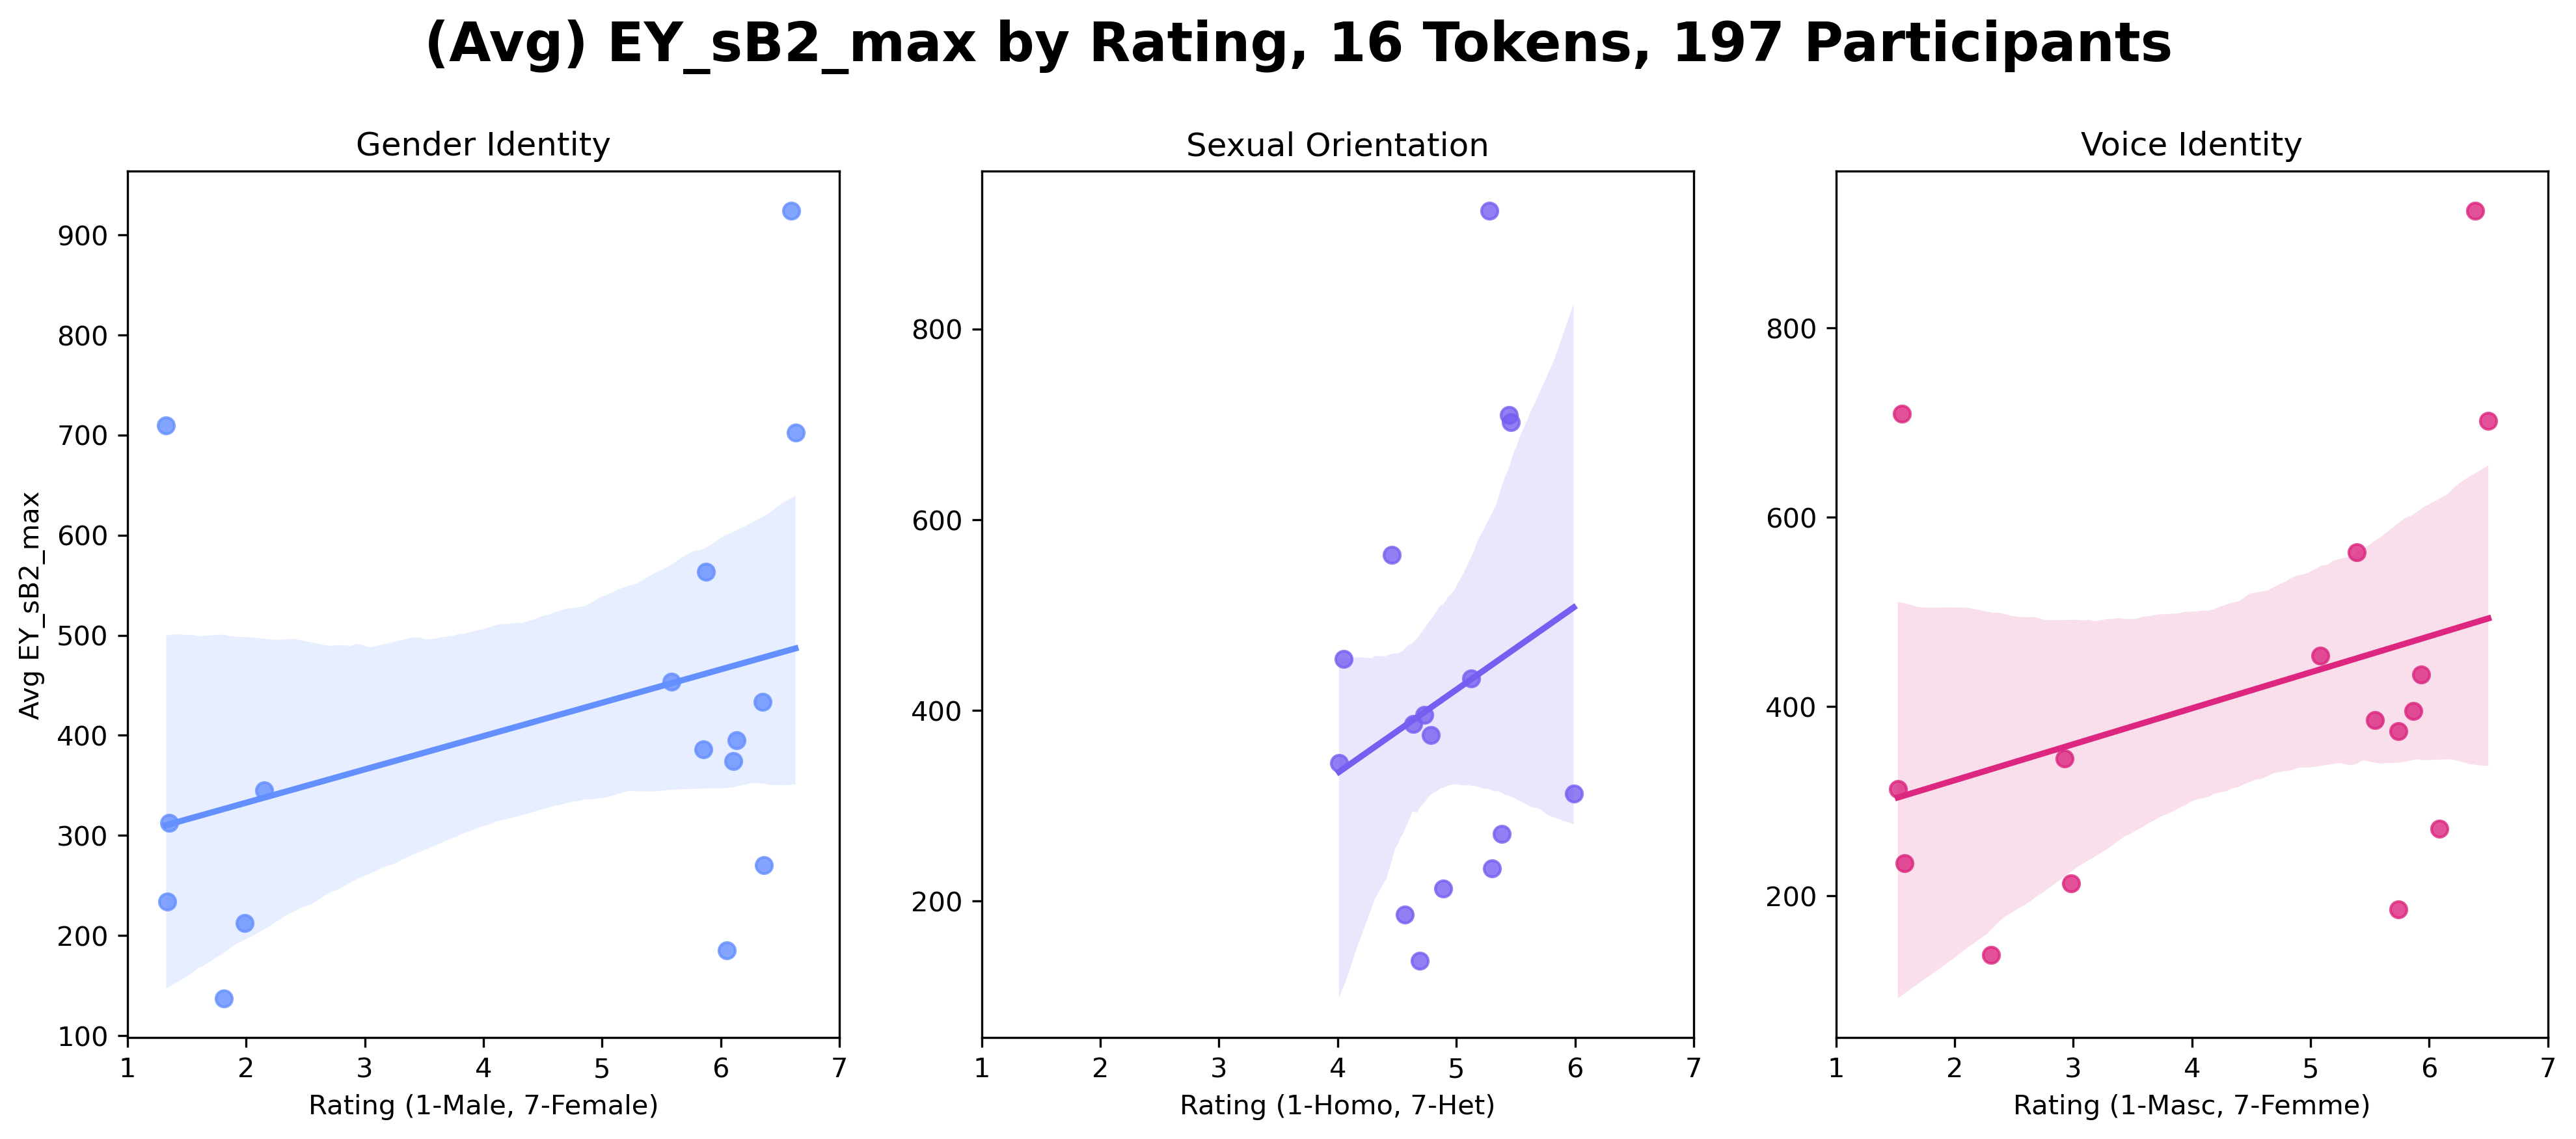 (Avg) EY_sB2_max by Rating, 16 Tokens, 197 Participants
Gender Identity
Sexual Orientation
Voice Identity
Avg EY_sB2_max
900
800
700
600
500
400
300
200
100
1 2 3 4 5 6 7
Rating (1-Male, 7-Female)
800
600
400
200
1 2 3 4 5 6 7
Rating (1-Homo, 7-Het)
800
600
400
200
1 2 3 4 5 6 7
Rating (1-Masc, 7-Femme)